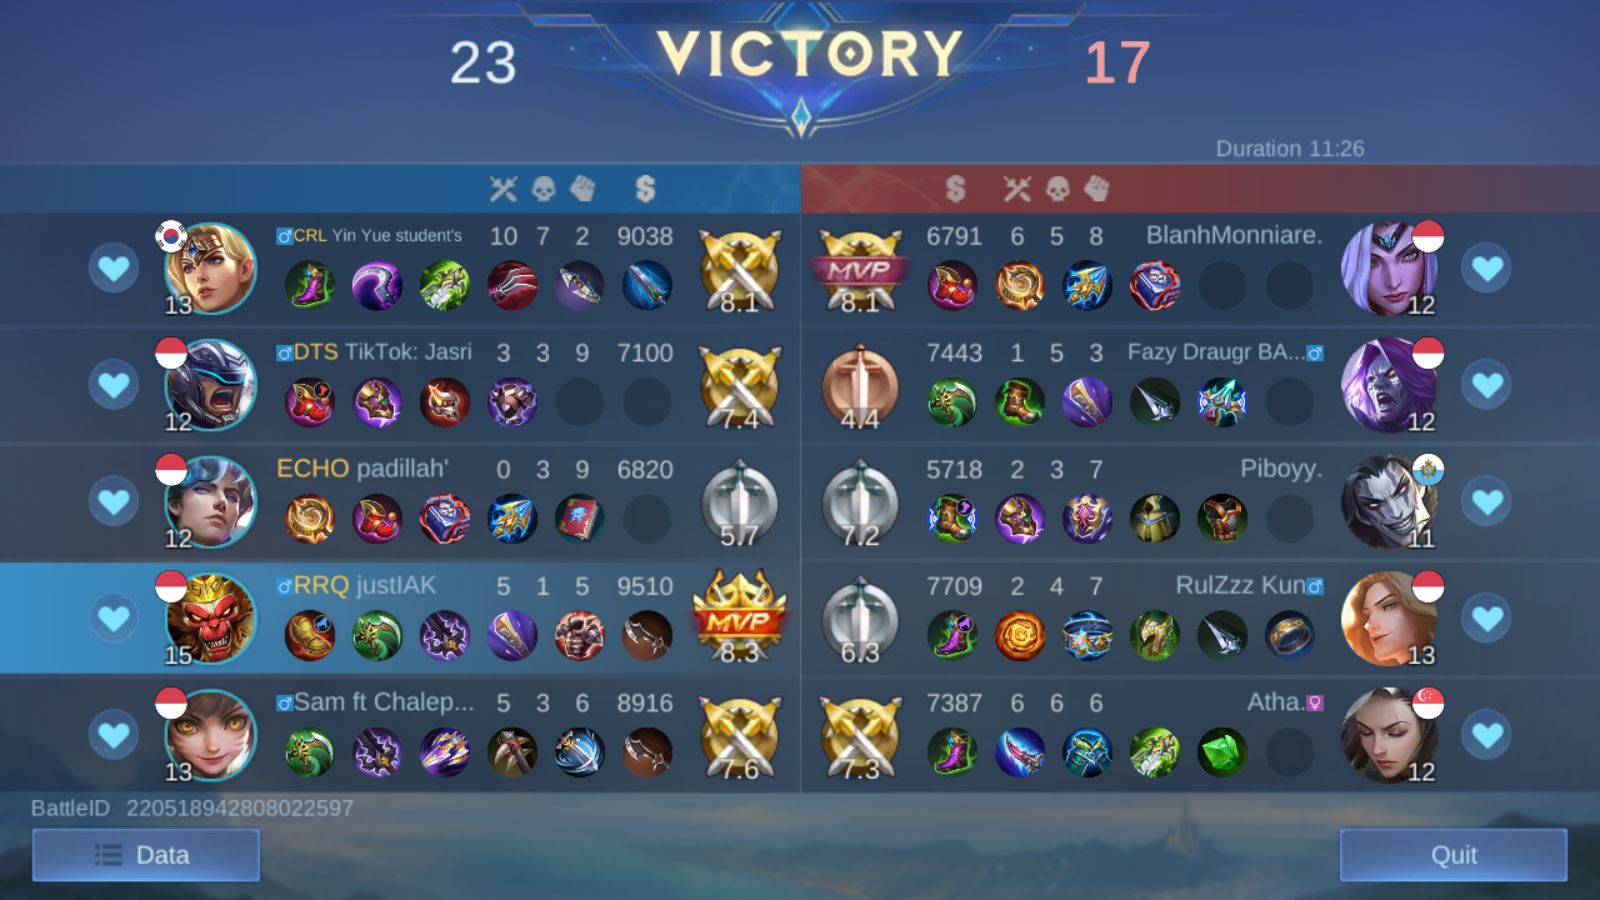 23 VICTORY 17
Duration 11:26
CRL Yin Yue student's 10 7 2 9038
13 8.1
DTS TikTok: Jasri 3 3 9 7100
12 7.4
ECHO padillah' 0 3 9 6820
12 5.7
RRQ justIAK 5 1 5 9510
MVP
15 8.3
Sam ft Chalep... 5 3 6 8916
13 7.6
6791 6 5 8 BlanhMonniare.
MVP
8.1 12
7443 1 5 3 Fazy Draugr BA...
4.4 12
5718 2 3 7 Piboyy.
7.2 11
7709 2 4 7 RulZzz Kun
6.3 13
7387 6 6 6 Atha.
7.3 12
BattleID 220518942808022597
Data
Quit